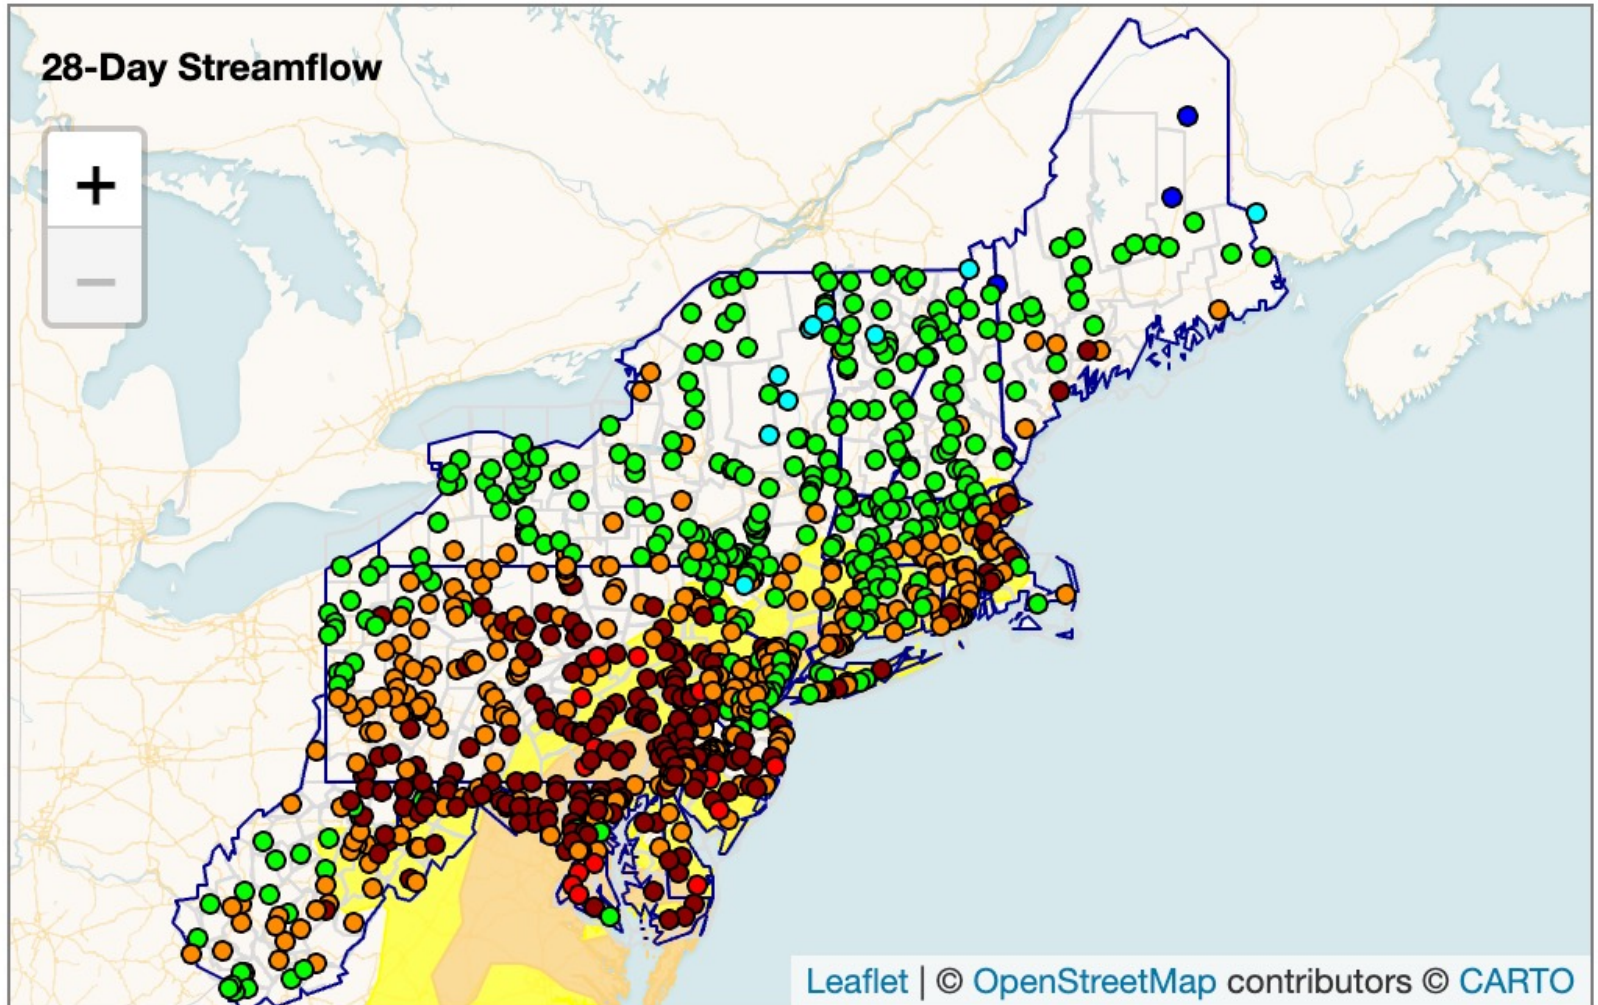 28-Day Streamflow
+
−
Leaflet | © OpenStreetMap contributors © CARTO